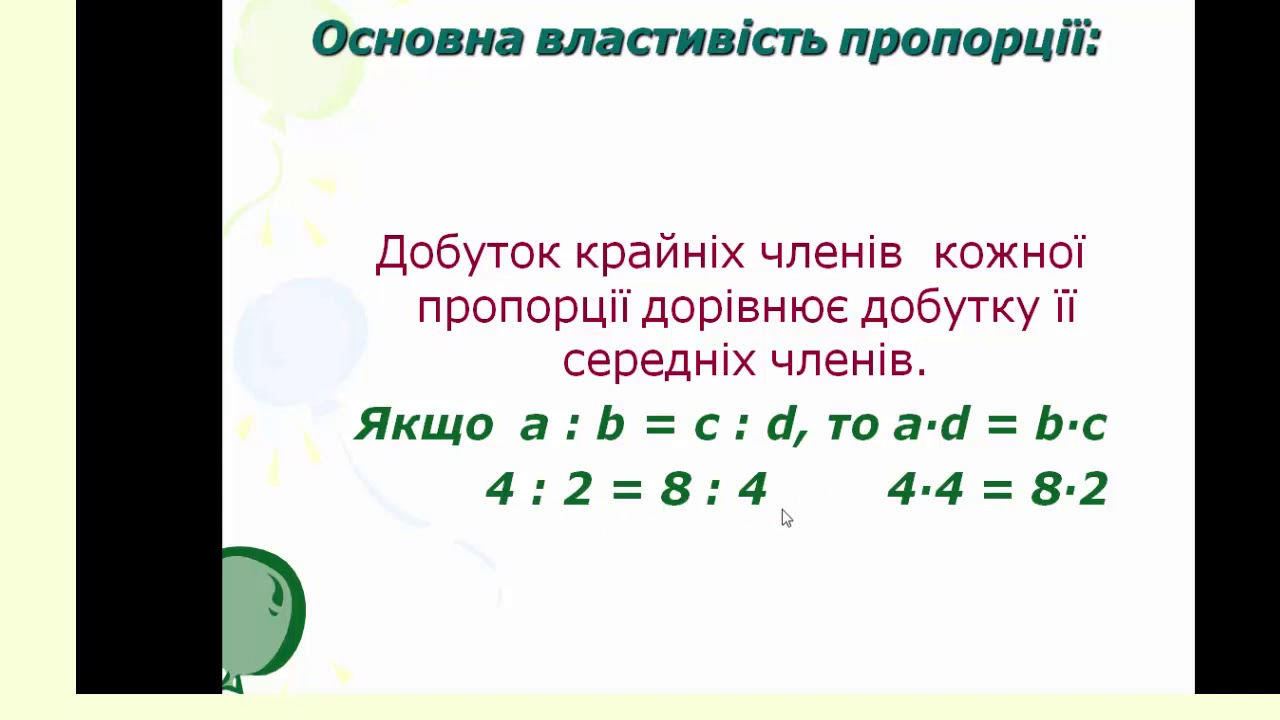 Основна властивість пропорції:
Добуток крайніх членів кожної
пропорції дорівнює добутку її
середніх членів.
Якщо a : b = c : d, то a·d = b·c
4 : 2 = 8 : 4 4·4 = 8·2